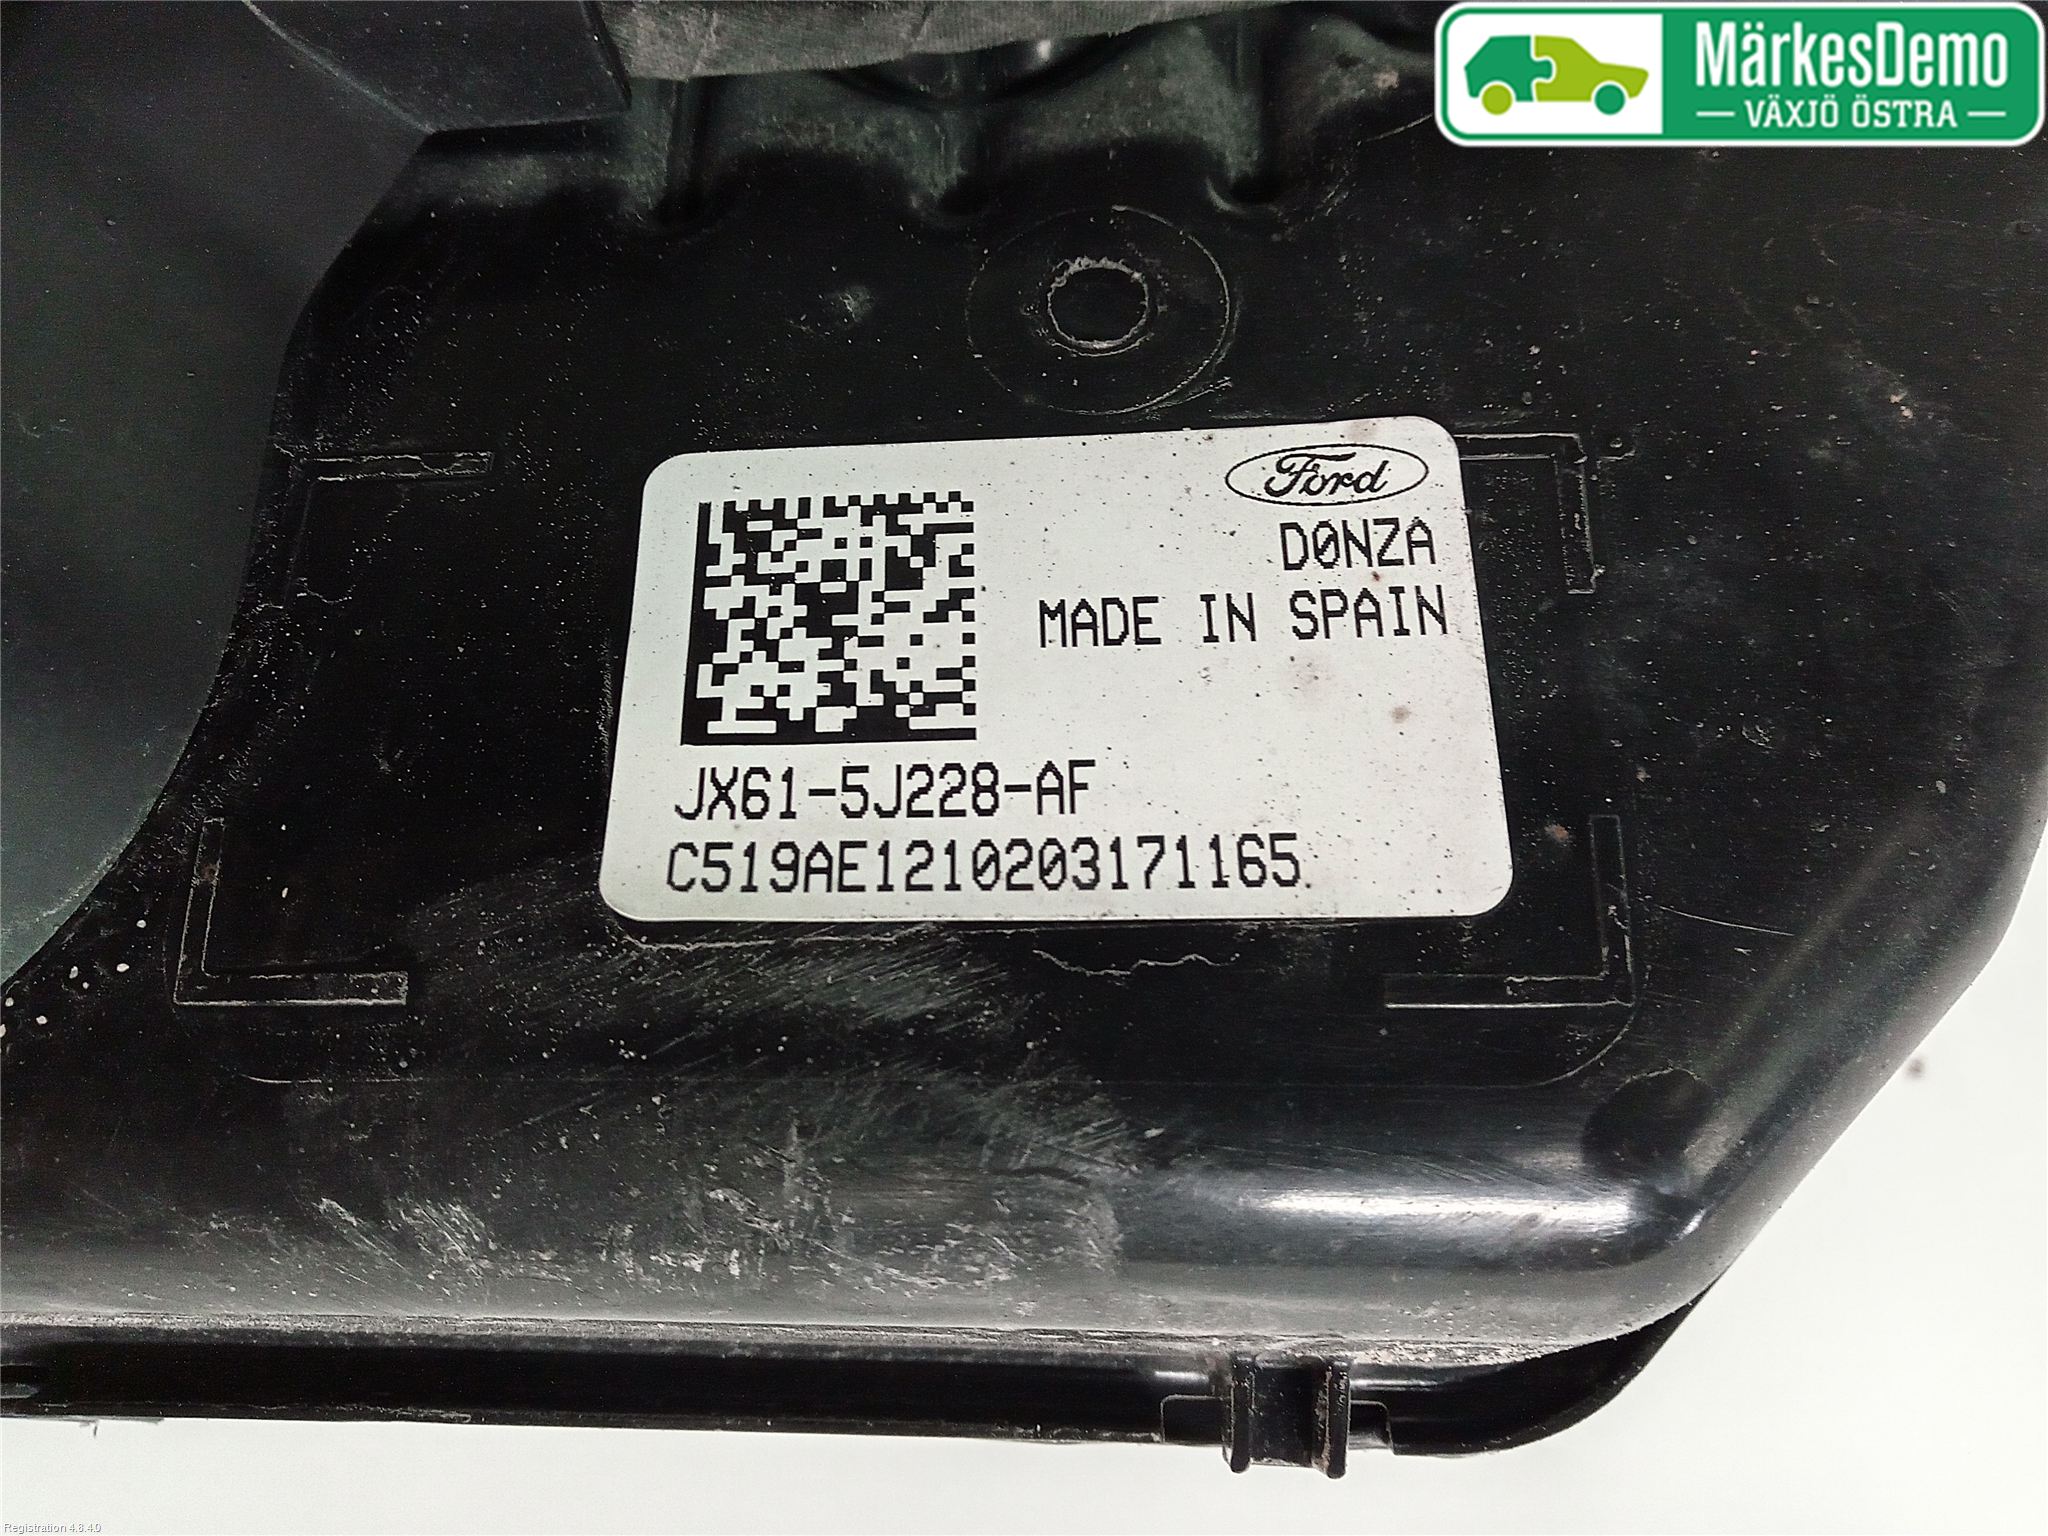 MärkesDemo
— VÄXJÖ ÖSTRA —
Ford
D0NZA
MADE IN SPAIN
JX61-5J228-AF
C519AE1210203171165
Registration 4.8.4.0